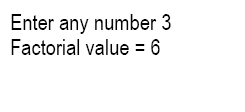 Enter any number 3
Factorial value = 6